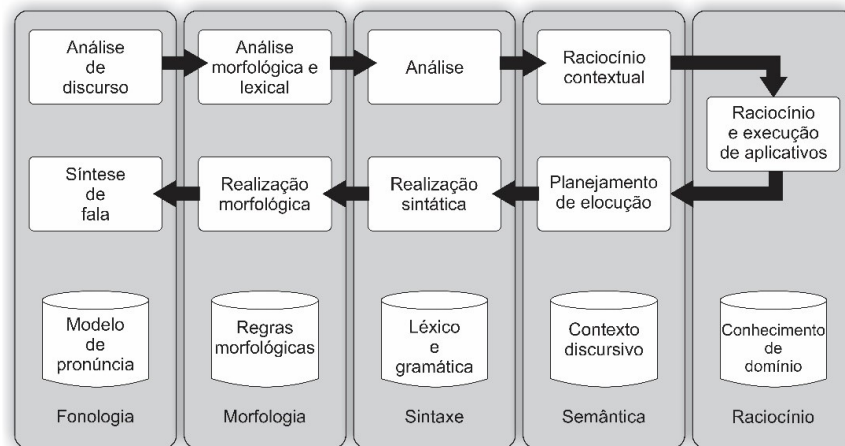 Análise
de
discurso
Análise
morfológica e
lexical
Análise
Raciocínio
contextual
Raciocínio
e execução
de aplicativos
Síntese
de
fala
Realização
morfológica
Realização
sintática
Planejamento
de elocução
Modelo
de
pronúncia
Regras
morfológicas
Léxico
e
gramática
Contexto
discursivo
Conhecimento
de
domínio
Fonologia
Morfologia
Sintaxe
Semântica
Raciocínio